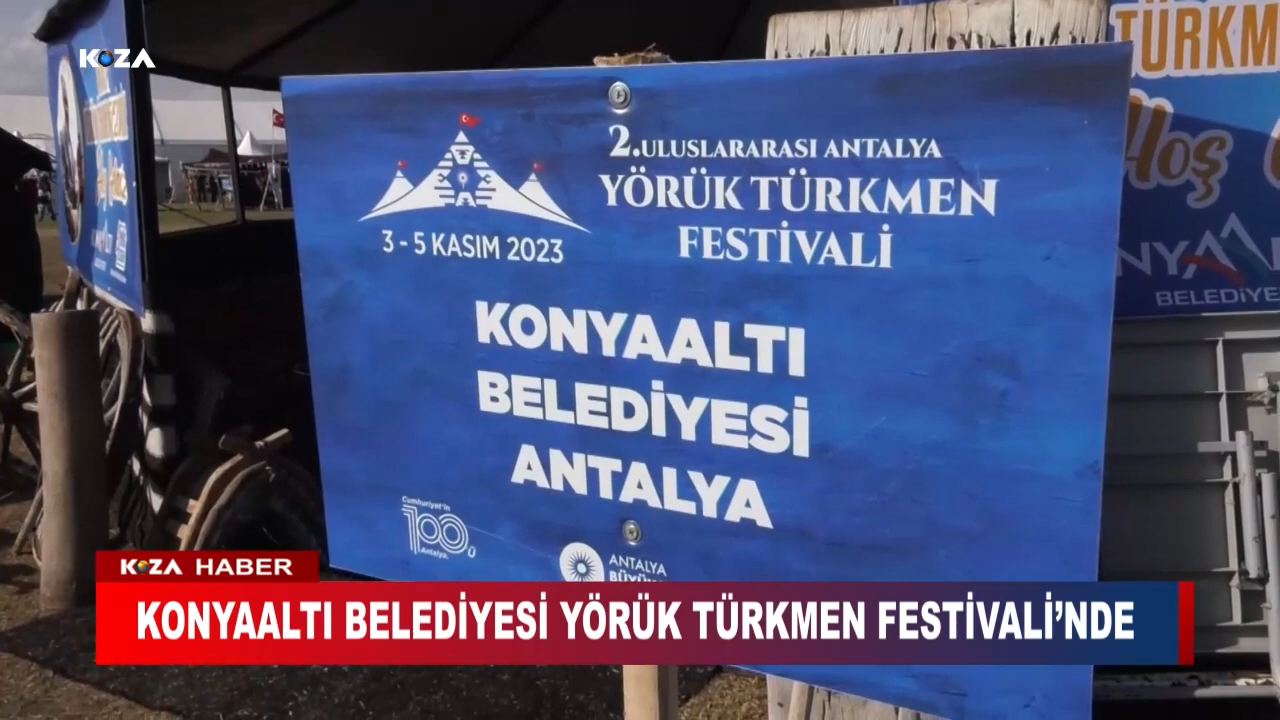 KOZA
2.ULUSLARARASI ANTALYA
YÖRÜK TÜRKMEN
FESTİVALİ
3 - 5 KASIM 2023
KONYAALTI
BELEDİYESİ
ANTALYA
Cumhuriyet'in
100.
Antalya.
ANTALYA
TÜRKM
Hoş
BELEDİYE
KOZA HABER
KONYAALTI BELEDİYESİ YÖRÜK TÜRKMEN FESTİVALİ’NDE